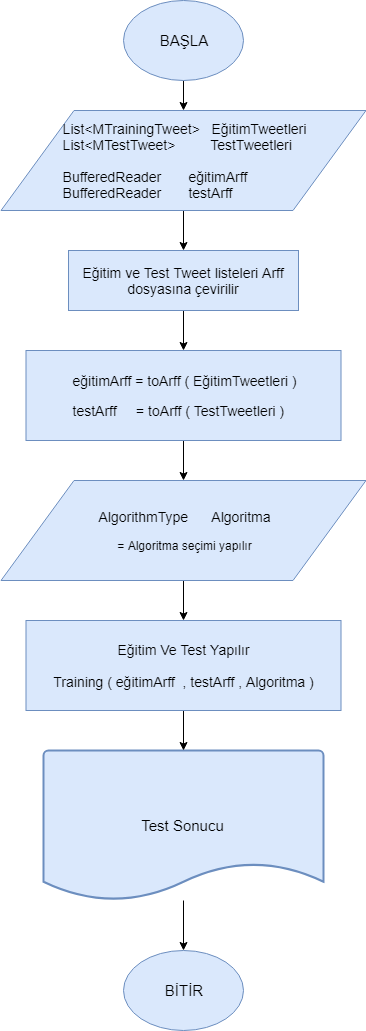 BAŞLA
List<MTrainingTweet> EğitimTweetleri
List<MTestTweet> TestTweetleri
BufferedReader eğitimArff
BufferedReader testArff
Eğitim ve Test Tweet listeleri Arff
dosyasına çevirilir
eğitimArff = toArff ( EğitimTweetleri )
testArff = toArff ( TestTweetleri )
AlgorithmType Algoritma
= Algoritma seçimi yapılır
Eğitim Ve Test Yapılır
Training ( eğitimArff , testArff , Algoritma )
Test Sonucu
BİTİR